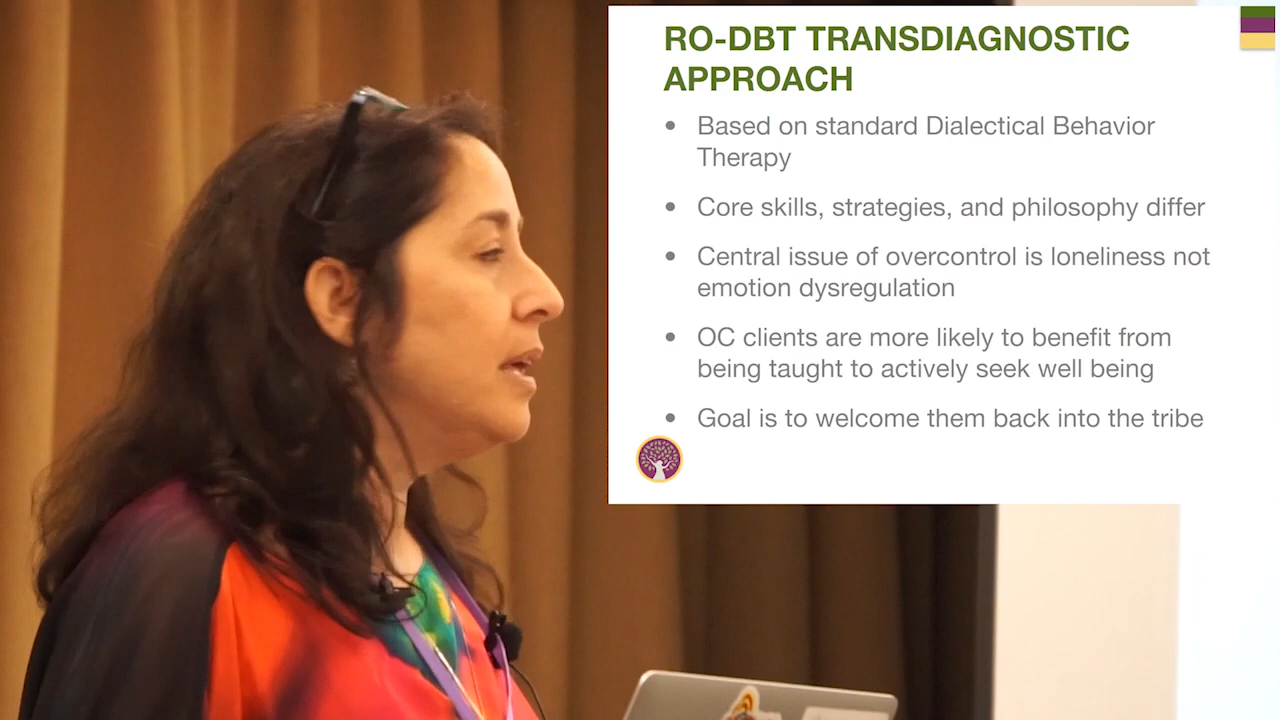 RO-DBT TRANSDIAGNOSTIC
APPROACH
• Based on standard Dialectical Behavior
Therapy
• Core skills, strategies, and philosophy differ
• Central issue of overcontrol is loneliness not
emotion dysregulation
• OC clients are more likely to benefit from
being taught to actively seek well being
• Goal is to welcome them back into the tribe